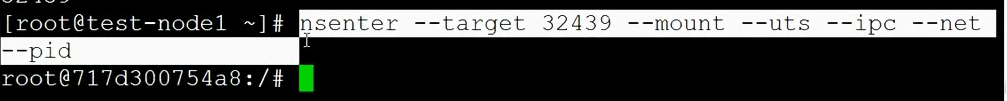 [root@test-node1 ~]# nsenter --target 32439 --mount --uts --ipc --net
--pid
root@717d300754a8:/#